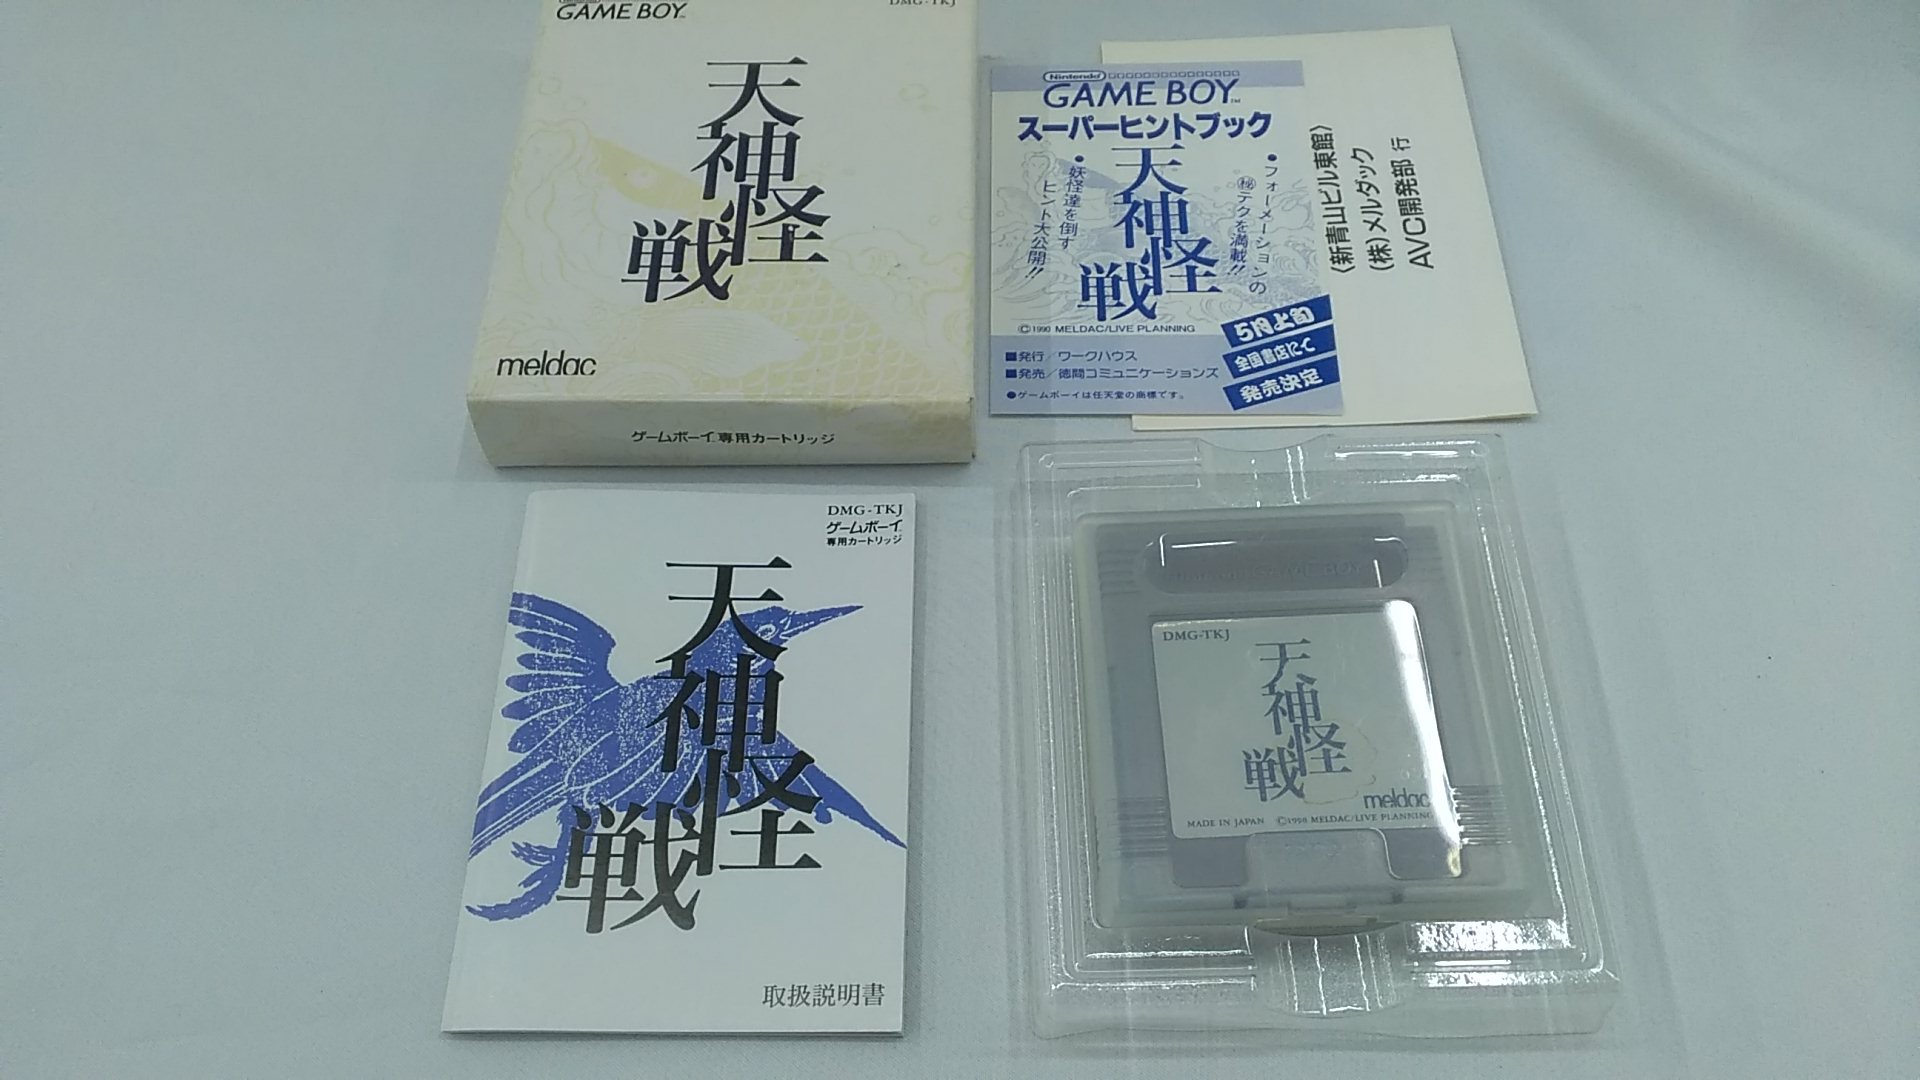 GAME BOY
DMG-TKJ
天神怪戦
meldac
ゲームボーイ専用カートリッジ
Nintendo
GAME BOY™
スーパーヒントブック
・フォーメーションの
㊙テクを満載!!
天神怪戦
・妖怪達を倒す
ヒント大公開!!
©1990 MELDAC/LIVE PLANNING
■発行/ワークハウス
■発売/徳間コミュニケーションズ
●ゲームボーイは任天堂の商標です。
5月上旬
全国書店にて
発売決定
〈新青山ビル東館〉
(株)メルダック
AVC開発部 行
DMG-TKJ
ゲームボーイ
専用カートリッジ
天神怪戦
取扱説明書
DMG-TKJ
天神怪戦
meldac
MADE IN JAPAN ©1990 MELDAC/LIVE PLANNING